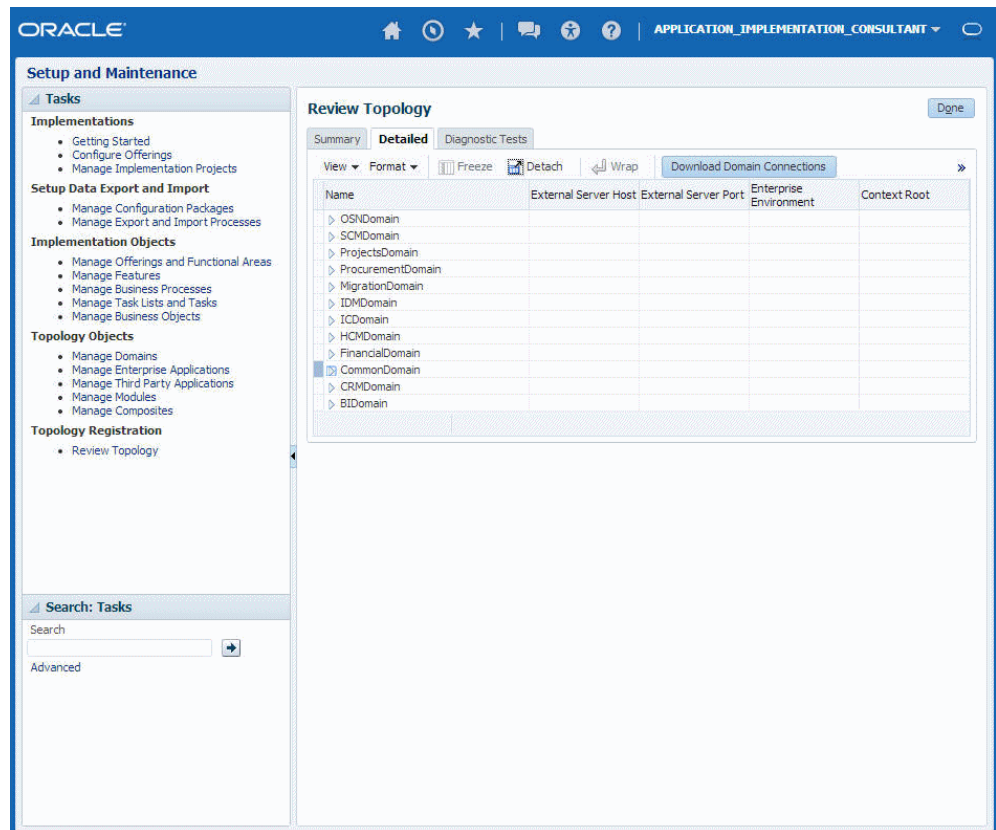 ORACLE
APPLICATION_IMPLEMENTATION_CONSULTANT
Setup and Maintenance
Tasks
Implementations
Getting Started
Configure Offerings
Manage Implementation Projects
Setup Data Export and Import
Manage Configuration Packages
Manage Export and Import Processes
Implementation Objects
Manage Offerings and Functional Areas
Manage Features
Manage Business Processes
Manage Task Lists and Tasks
Manage Business Objects
Topology Objects
Manage Domains
Manage Enterprise Applications
Manage Third Party Applications
Manage Modules
Manage Composites
Topology Registration
Review Topology
Search: Tasks
Search
Advanced
Review Topology
Done
Summary Detailed Diagnostic Tests
View Format Freeze Detach Wrap Download Domain Connections »
Name External Server Host External Server Port Enterprise Environment Context Root
OSNDomain
SCMDomain
ProjectsDomain
ProcurementDomain
MigrationDomain
IDMDomain
ICDomain
HCMDomain
FinancialDomain
CommonDomain
CRMDomain
BIDomain